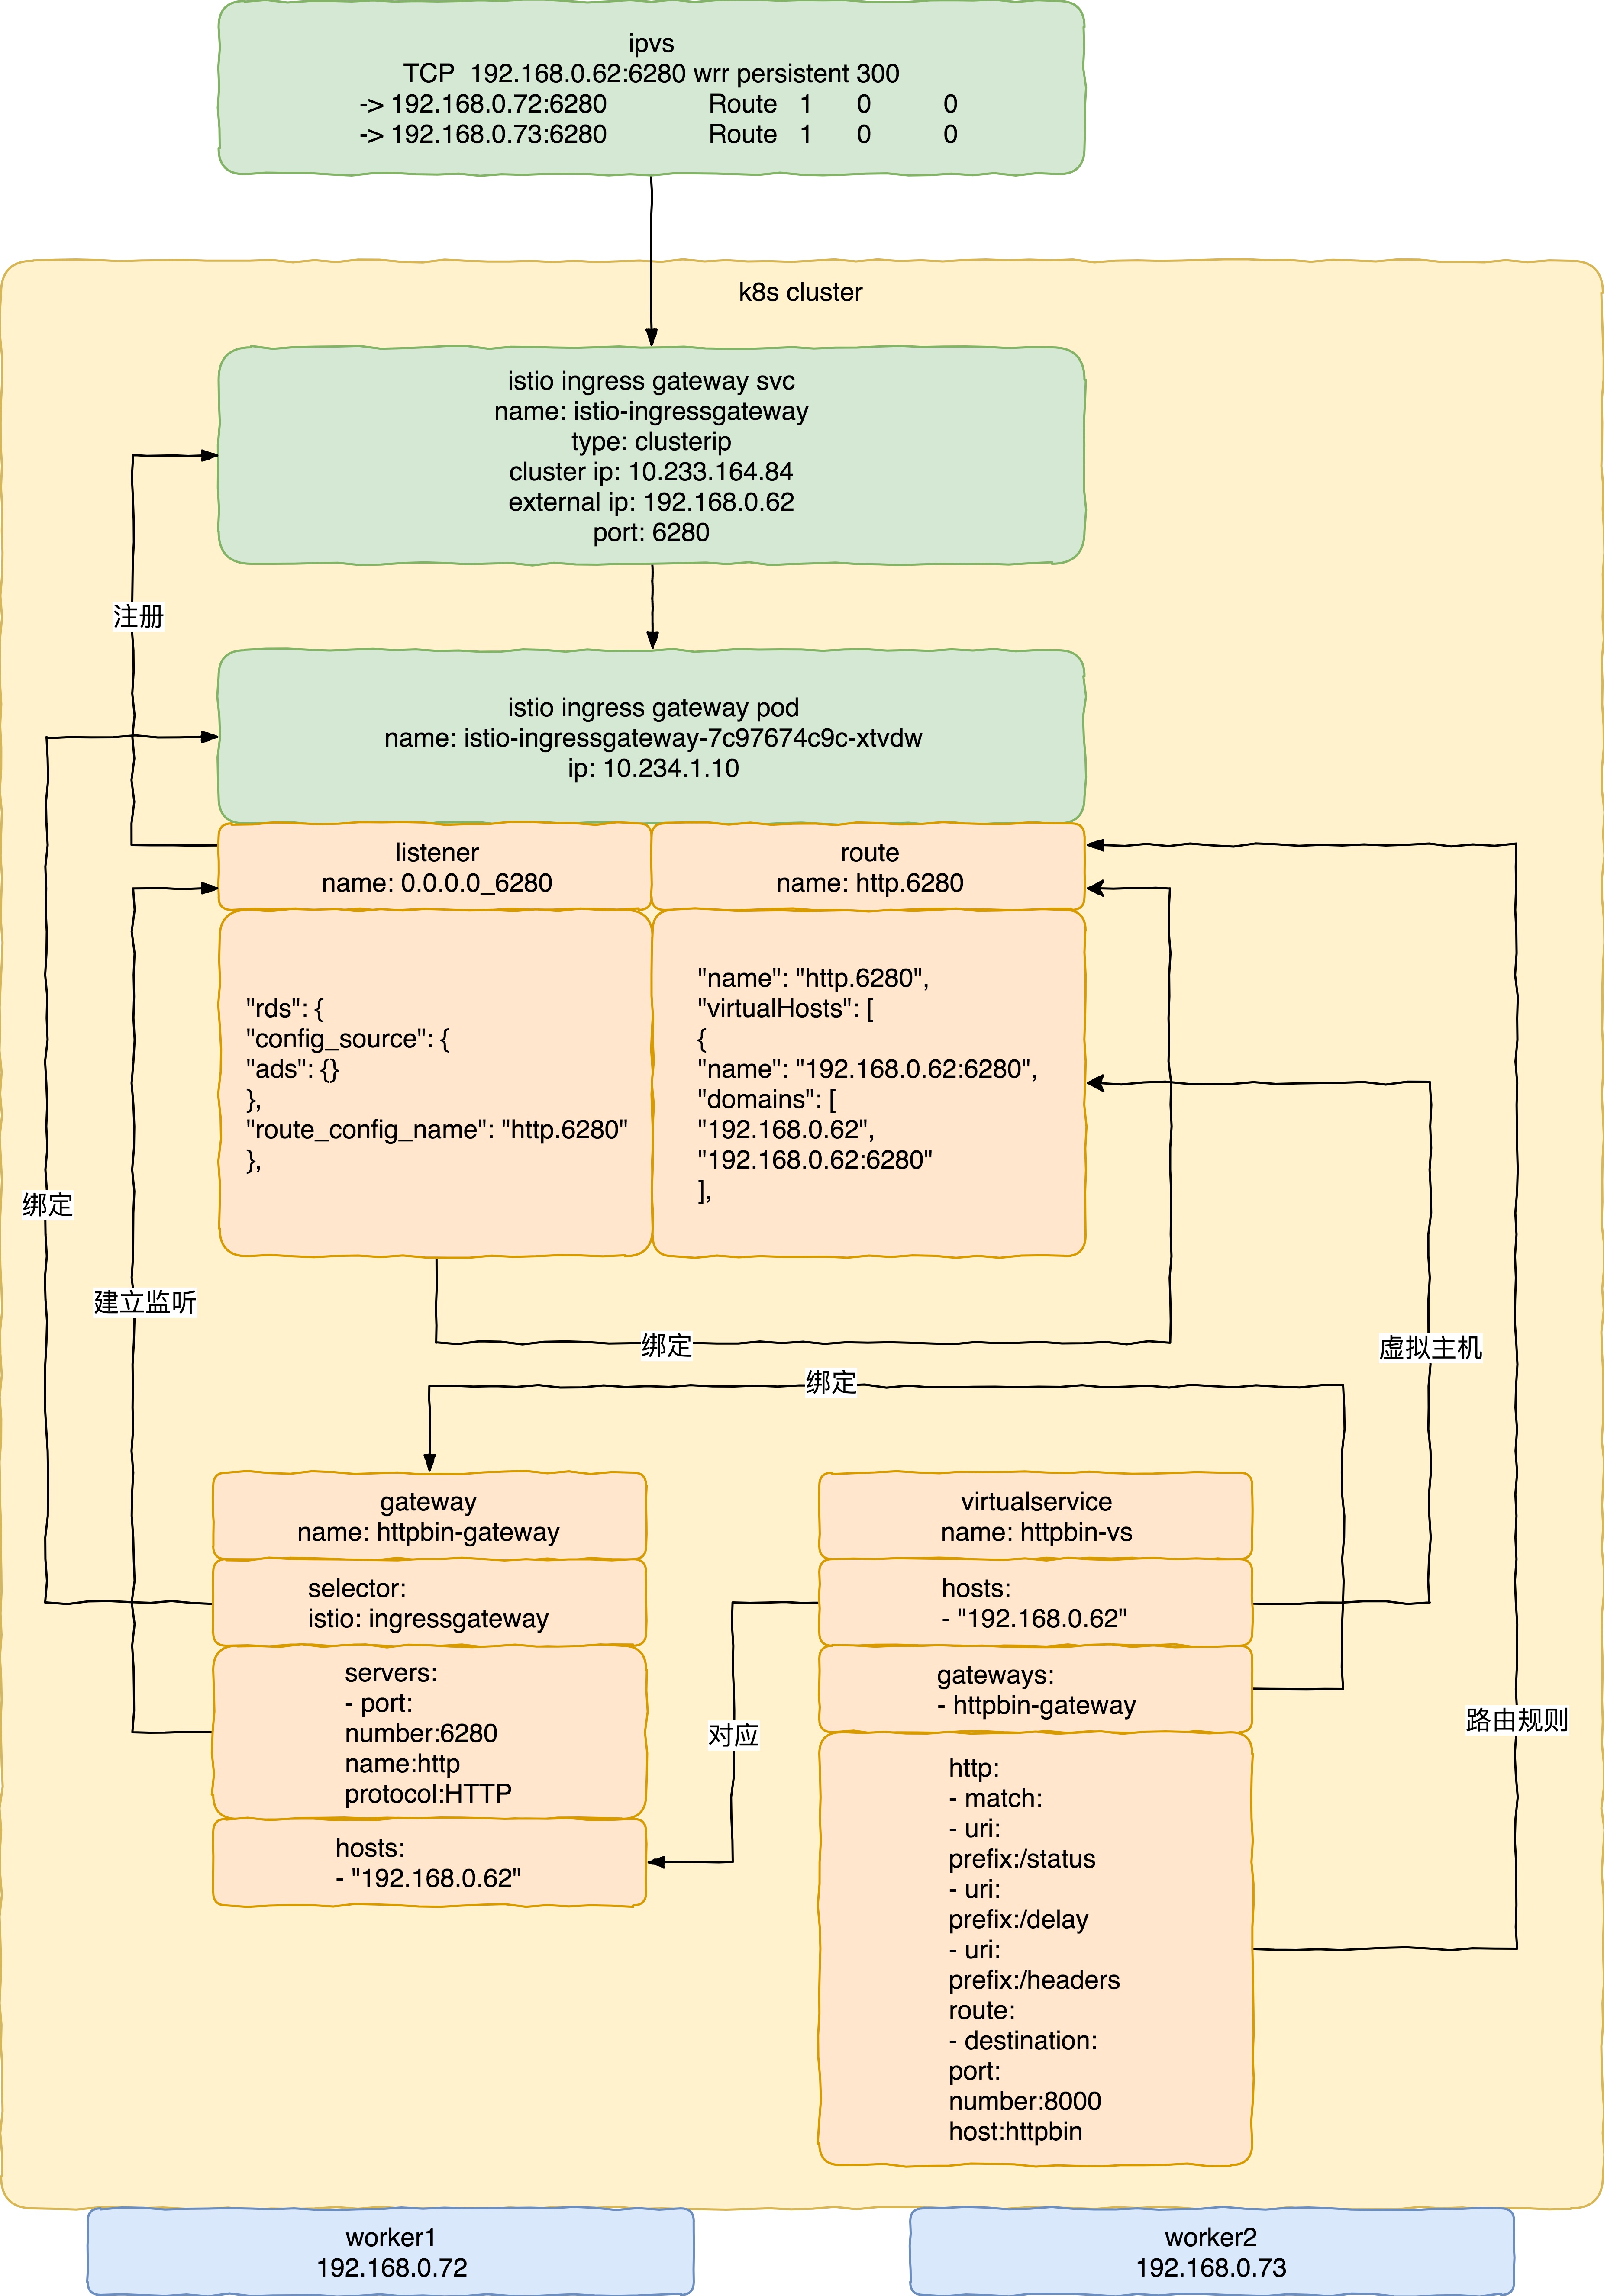 ipvs
TCP 192.168.0.62:6280 wrr persistent 300
-> 192.168.0.72:6280 Route 1 0 0
-> 192.168.0.73:6280 Route 1 0 0
k8s cluster
istio ingress gateway svc
name: istio-ingressgateway
type: clusterip
cluster ip: 10.233.164.84
external ip: 192.168.0.62
port: 6280
注册
istio ingress gateway pod
name: istio-ingressgateway-7c97674c9c-xtvdw
ip: 10.234.1.10
listener
name: 0.0.0.0_6280
route
name: http.6280
"rds": {
"config_source": {
"ads": {}
},
"route_config_name": "http.6280"
},
"name": "http.6280",
"virtualHosts": [
{
"name": "192.168.0.62:6280",
"domains": [
"192.168.0.62",
"192.168.0.62:6280"
],
绑定
建立监听
绑定
虚拟主机
绑定
gateway
name: httpbin-gateway
selector:
istio: ingressgateway
servers:
- port:
number:6280
name:http
protocol:HTTP
hosts:
- "192.168.0.62"
对应
virtualservice
name: httpbin-vs
hosts:
- "192.168.0.62"
gateways:
- httpbin-gateway
http:
- match:
- uri:
prefix:/status
- uri:
prefix:/delay
- uri:
prefix:/headers
route:
- destination:
port:
number:8000
host:httpbin
路由规则
worker1
192.168.0.72
worker2
192.168.0.73